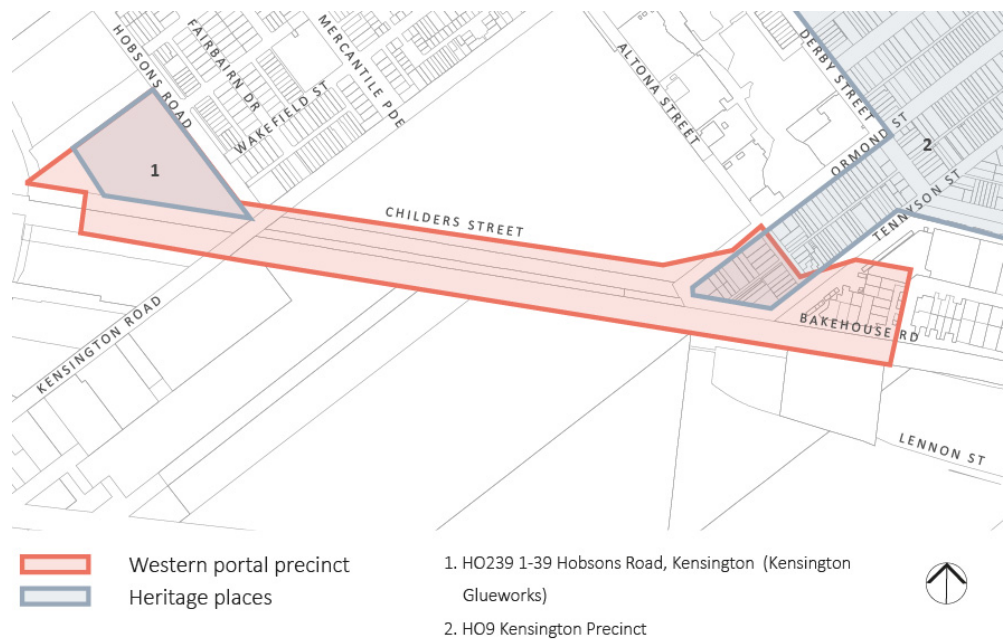 HOBSONS ROAD
FAIRBAIRN DR
MERCANTILE PDE
WAKEFIELD ST
ALTONA STREET
DERBY STREET
ORMOND ST
2
1
TENNYSON ST
CHILDERS STREET
KENSINGTON ROAD
BAKEHOUSE RD
LENNON ST
Western portal precinct
Heritage places
1. HO239 1-39 Hobsons Road, Kensington (Kensington
Glueworks)
2. HO9 Kensington Precinct